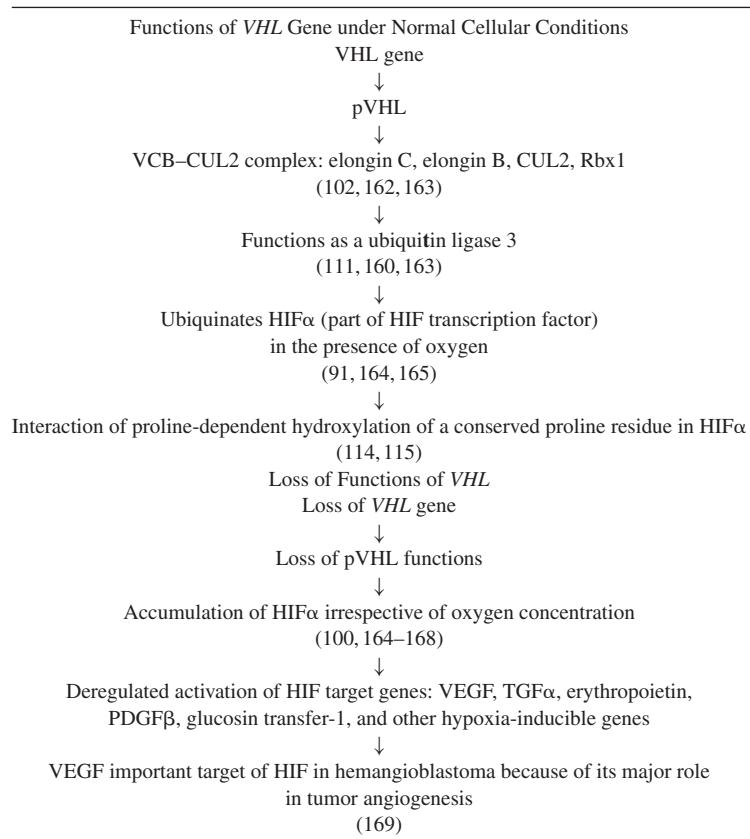 Functions of VHL Gene under Normal Cellular Conditions
VHL gene
↓
pVHL
↓
VCB–CUL2 complex: elongin C, elongin B, CUL2, Rbx1
(102, 162, 163)
↓
Functions as a ubiquitin ligase 3
(111, 160, 163)
↓
Ubiquinates HIFα (part of HIF transcription factor)
in the presence of oxygen
(91, 164, 165)
↓
Interaction of proline-dependent hydroxylation of a conserved proline residue in HIFα
(114, 115)
Loss of Functions of VHL
Loss of VHL gene
↓
Loss of pVHL functions
↓
Accumulation of HIFα irrespective of oxygen concentration
(100, 164–168)
↓
Deregulated activation of HIF target genes: VEGF, TGFα, erythropoietin,
PDGFβ, glucosin transfer-1, and other hypoxia-inducible genes
↓
VEGF important target of HIF in hemangioblastoma because of its major role
in tumor angiogenesis
(169)